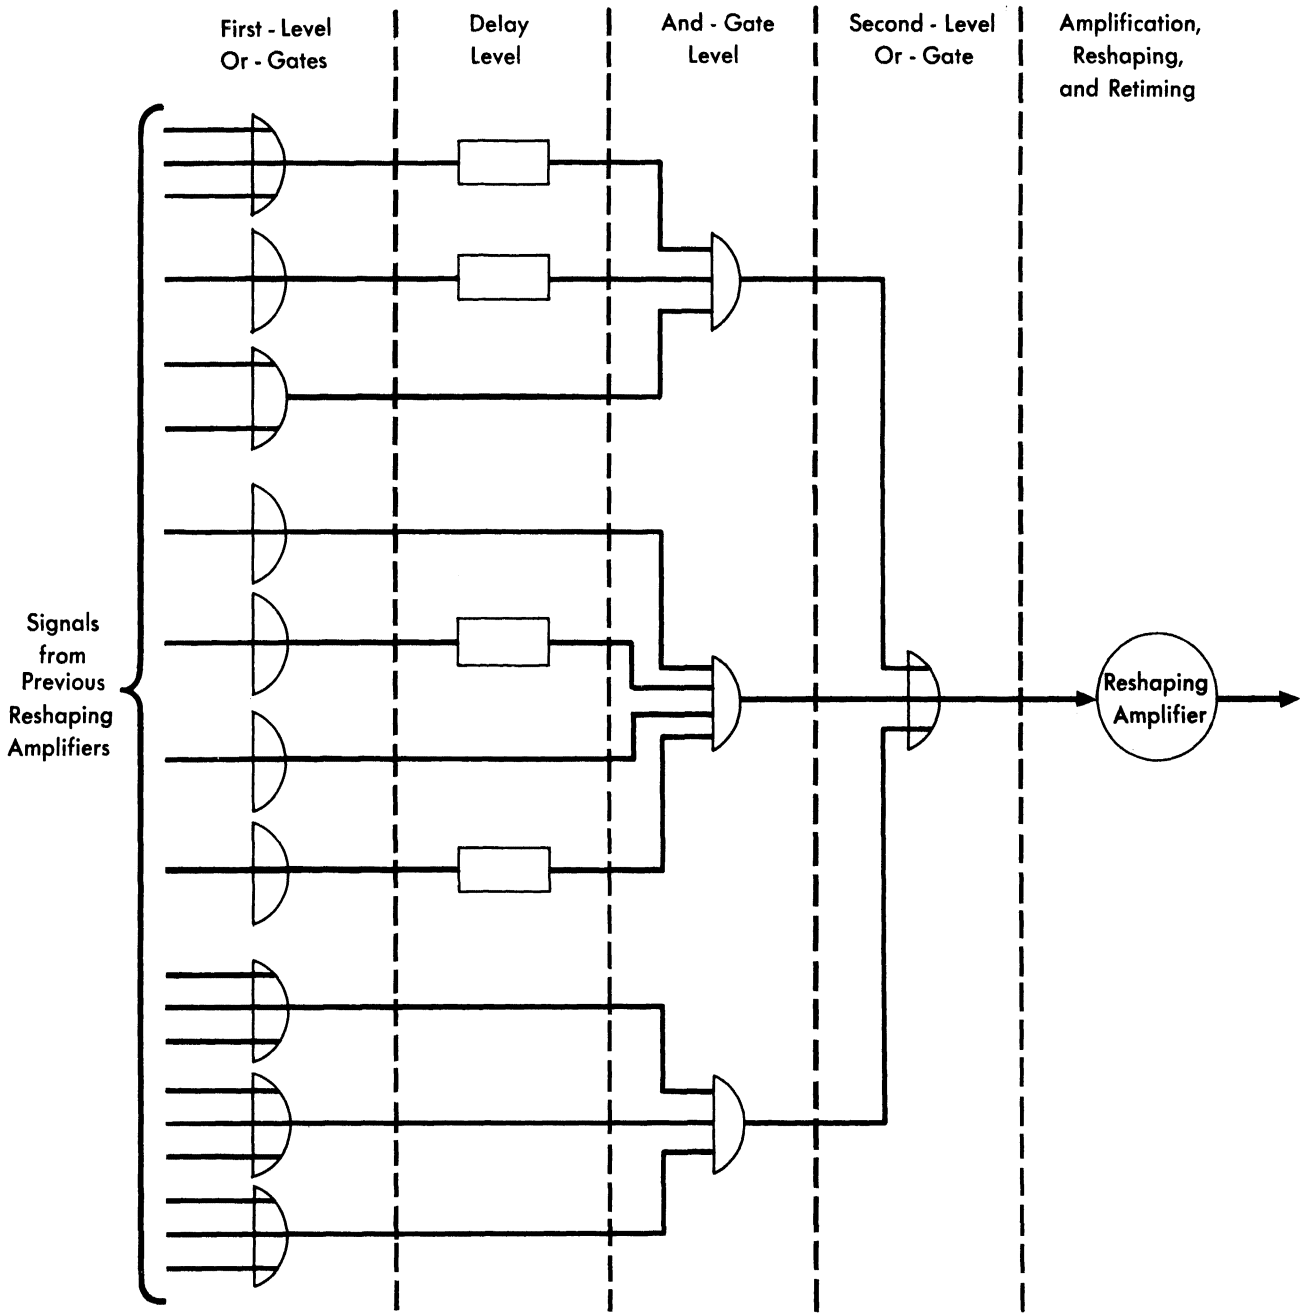 First - Level
Or - Gates
Delay
Level
And - Gate
Level
Second - Level
Or - Gate
Amplification,
Reshaping,
and Retiming
Signals
from
Previous
Reshaping
Amplifiers
Reshaping
Amplifier